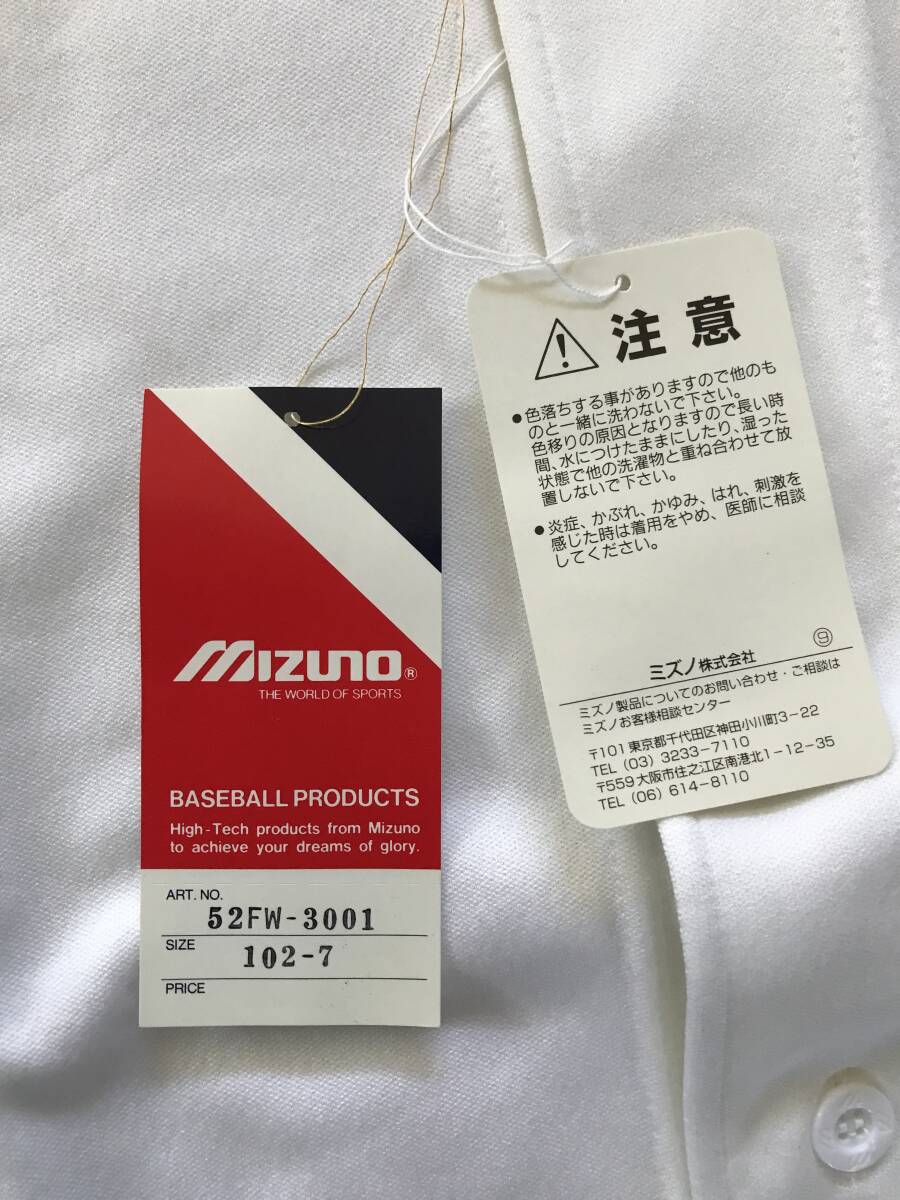 MIZUNO®
THE WORLD OF SPORTS
BASEBALL PRODUCTS
High-Tech products from Mizuno
to achieve your dreams of glory.
ART. NO.
52FW-3001
SIZE
102-7
PRICE
注意
●色落ちする事がありますので他のも
のと一緒に洗わないで下さい。
色移りの原因となりますので長い時
間、水につけたままにしたり、湿った
状態で他の洗濯物と重ね合わせて放
置しないで下さい。
●炎症、かぶれ、かゆみ、はれ、刺激を
感じた時は着用をやめ、医師に相談
してください。
⑨
ミズノ株式会社
ミズノ製品についてのお問い合わせ・ご相談は
ミズノお客様相談センター
〒101 東京都千代田区神田小川町3-22
TEL (03) 3233-7110
〒559 大阪市住之江区南港北1-12-35
TEL (06) 614-8110